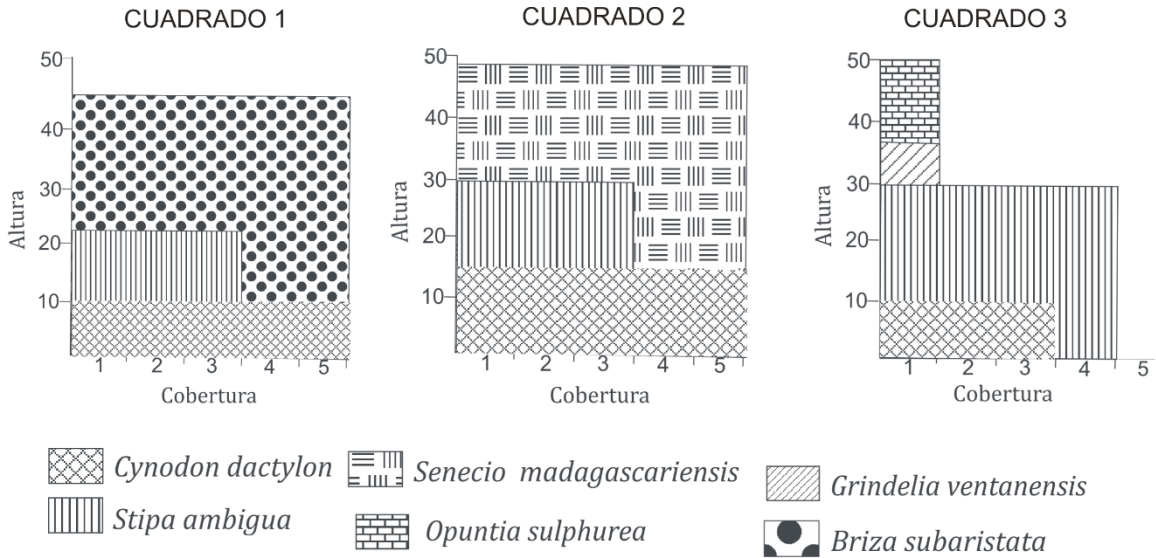 CUADRADO 1
50
40
30
20
10
Altura
1 2 3 4 5
Cobertura
CUADRADO 2
50
40
30
20
10
Altura
1 2 3 4 5
Cobertura
CUADRADO 3
50
40
30
20
10
Altura
1 2 3 4 5
Cobertura
Cynodon dactylon
Senecio madagascariensis
Grindelia ventanensis
Stipa ambigua
Opuntia sulphurea
Briza subaristata